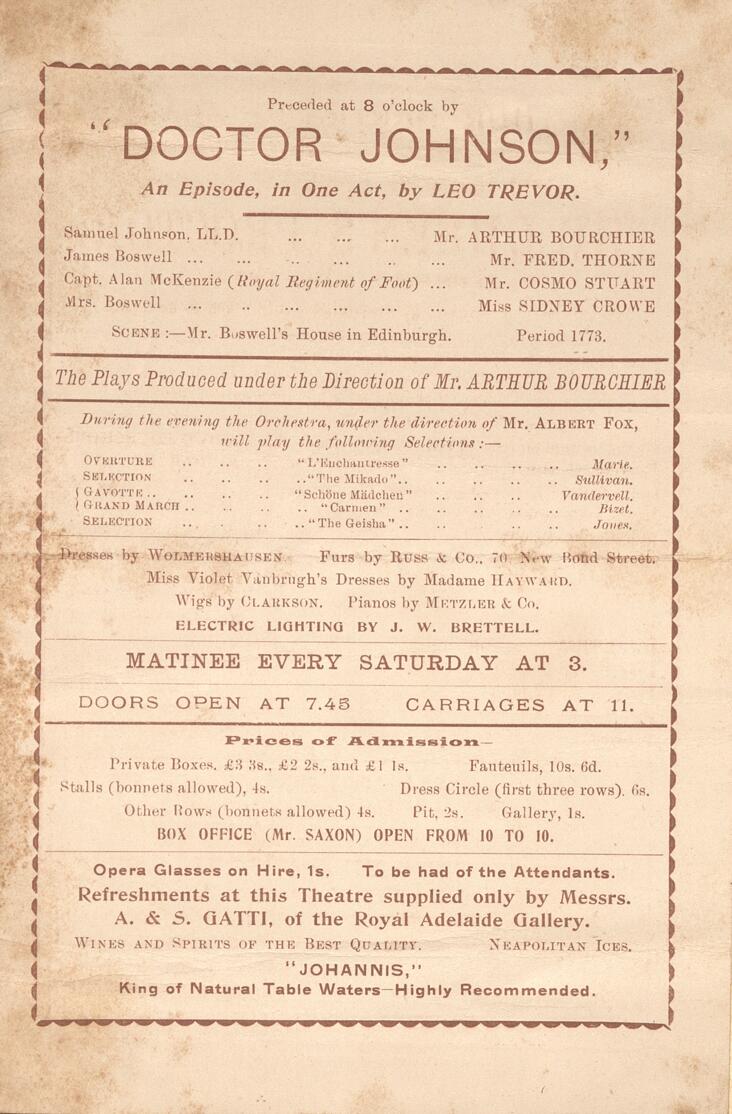 Preceded at 8 o'clock by
"DOCTOR JOHNSON,"
An Episode, in One Act, by LEO TREVOR.
Samuel Johnson, LL.D. ... ... ... Mr. ARTHUR BOURCHIER
James Boswell ... ... ... .. ... ... Mr. FRED. THORNE
Capt. Alan McKenzie (Royal Regiment of Foot) ... Mr. COSMO STUART
Mrs. Boswell ... .. ... ... ... ... Miss SIDNEY CROWE
SCENE :—Mr. Boswell's House in Edinburgh. Period 1773.
The Plays Produced under the Direction of Mr. ARTHUR BOURCHIER
During the evening the Orchestra, under the direction of Mr. ALBERT FOX,
will play the following Selections :—
OVERTURE .. .. .. "L'Enchantresse" .. .. .. .. Marie.
SELECTION .. .. .. .."The Mikado".. .. .. .. .. Sullivan.
{ GAVOTTE .. .. .. .. "Schöne Mädchen" .. .. .. Vandervell.
{ GRAND MARCH .. .. .. .. "Carmen" .. .. .. .. Bizet.
SELECTION .. .. .. .. "The Geisha" .. .. .. .. Jones.
Dresses by WOLMERSHAUSEN. Furs by RUSS & Co., 70, New Bond Street.
Miss Violet Vanbrugh's Dresses by Madame HAYWARD.
Wigs by CLARKSON. Pianos by METZLER & Co.
ELECTRIC LIGHTING BY J. W. BRETTELL.
MATINEE EVERY SATURDAY AT 3.
DOORS OPEN AT 7.45 CARRIAGES AT 11.
Prices of Admission—
Private Boxes, £3 3s., £2 2s., and £1 1s. Fauteuils, 10s. 6d.
Stalls (bonnets allowed), 4s. Dress Circle (first three rows), 6s.
Other Rows (bonnets allowed) 4s. Pit, 2s. Gallery, 1s.
BOX OFFICE (Mr. SAXON) OPEN FROM 10 TO 10.
Opera Glasses on Hire, 1s. To be had of the Attendants.
Refreshments at this Theatre supplied only by Messrs.
A. & S. GATTI, of the Royal Adelaide Gallery.
WINES AND SPIRITS OF THE BEST QUALITY. NEAPOLITAN ICES.
"JOHANNIS,"
King of Natural Table Waters—Highly Recommended.